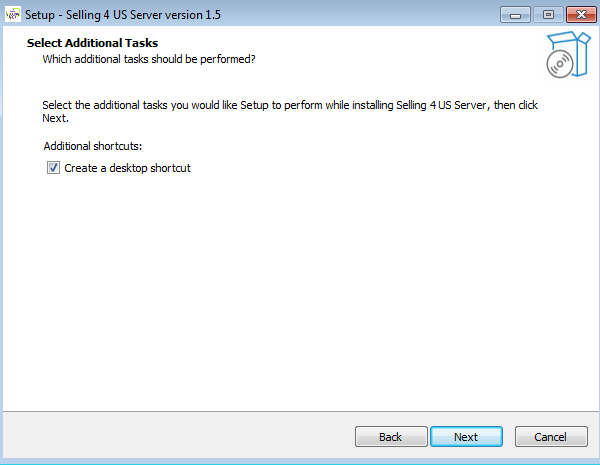 Setup - Selling 4 US Server version 1.5
Select Additional Tasks
Which additional tasks should be performed?
Select the additional tasks you would like Setup to perform while installing Selling 4 US Server, then click
Next.
Additional shortcuts:
Create a desktop shortcut
Back Next Cancel